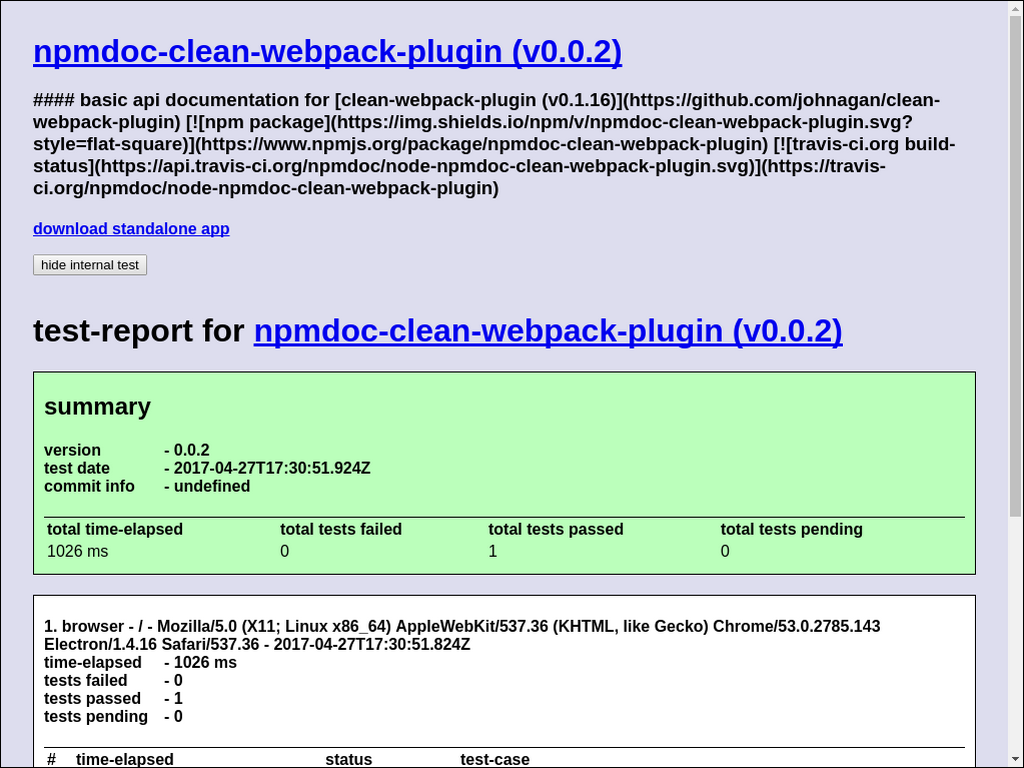 npmdoc-clean-webpack-plugin (v0.0.2)
#### basic api documentation for [clean-webpack-plugin (v0.1.16)](https://github.com/johnagan/clean-
webpack-plugin) [![npm package](https://img.shields.io/npm/v/npmdoc-clean-webpack-plugin.svg?
style=flat-square)](https://www.npmjs.org/package/npmdoc-clean-webpack-plugin) [![travis-ci.org build-
status](https://api.travis-ci.org/npmdoc/node-npmdoc-clean-webpack-plugin.svg)](https://travis-
ci.org/npmdoc/node-npmdoc-clean-webpack-plugin)
download standalone app
hide internal test
test-report for npmdoc-clean-webpack-plugin (v0.0.2)
summary
version - 0.0.2
test date - 2017-04-27T17:30:51.924Z
commit info - undefined
total time-elapsed total tests failed total tests passed total tests pending
1026 ms 0 1 0
1. browser - / - Mozilla/5.0 (X11; Linux x86_64) AppleWebKit/537.36 (KHTML, like Gecko) Chrome/53.0.2785.143
Electron/1.4.16 Safari/537.36 - 2017-04-27T17:30:51.824Z
time-elapsed - 1026 ms
tests failed - 0
tests passed - 1
tests pending - 0
# time-elapsed status test-case